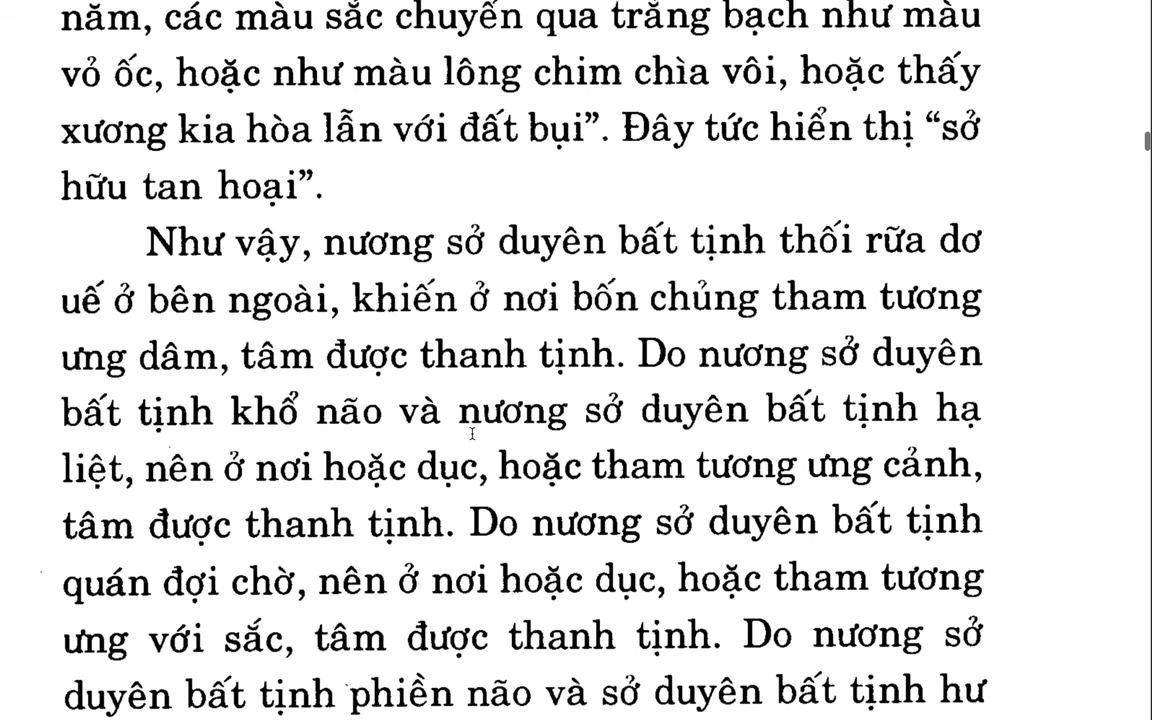 năm, các màu sắc chuyển qua trắng bạch như màu
vỏ ốc, hoặc như màu lông chim chìa vôi, hoặc thấy
xương kia hòa lẫn với đất bụi”. Đây tức hiển thị “sở
hữu tan hoại”.
Như vậy, nương sở duyên bất tịnh thối rữa dơ
uế ở bên ngoài, khiến ở nơi bốn chủng tham tương
ưng dâm, tâm được thanh tịnh. Do nương sở duyên
bất tịnh khổ não và nương sở duyên bất tịnh hạ
liệt, nên ở nơi hoặc dục, hoặc tham tương ưng cảnh,
tâm được thanh tịnh. Do nương sở duyên bất tịnh
quán đợi chờ, nên ở nơi hoặc dục, hoặc tham tương
ưng với sắc, tâm được thanh tịnh. Do nương sở
duyên bất tịnh phiền não và sở duyên bất tịnh hư